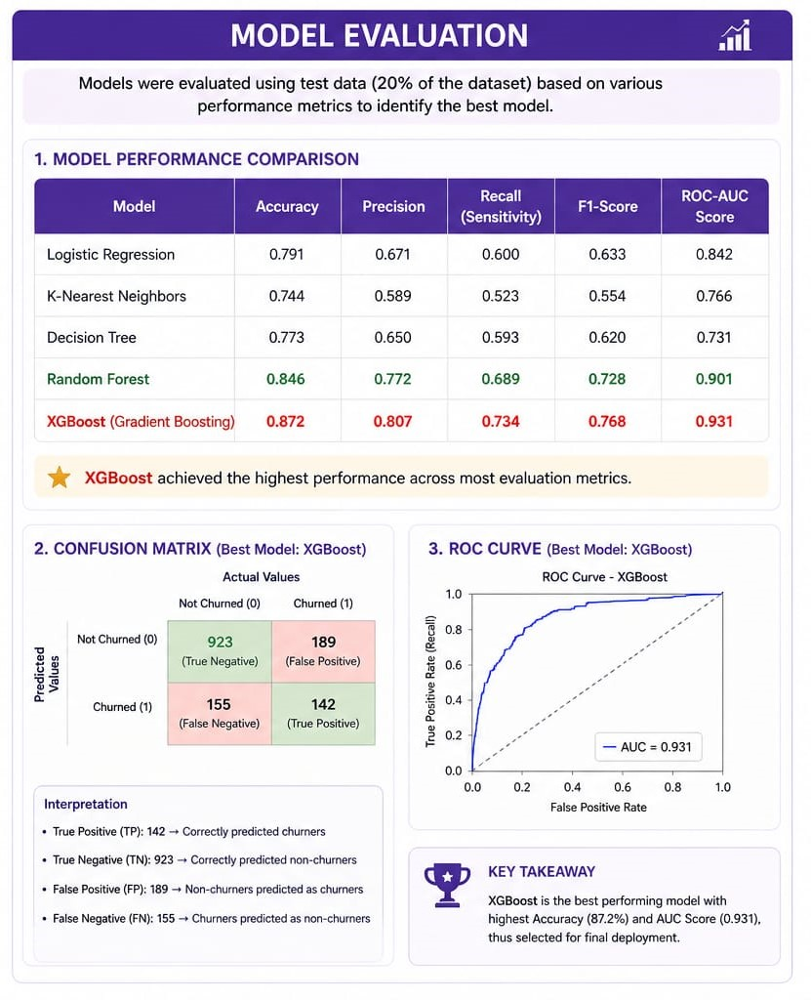 MODEL EVALUATION
Models were evaluated using test data (20% of the dataset) based on various
performance metrics to identify the best model.
1. MODEL PERFORMANCE COMPARISON
Model Accuracy Precision Recall (Sensitivity) F1-Score ROC-AUC Score
Logistic Regression 0.791 0.671 0.600 0.633 0.842
K-Nearest Neighbors 0.744 0.589 0.523 0.554 0.766
Decision Tree 0.773 0.650 0.593 0.620 0.731
Random Forest 0.846 0.772 0.689 0.728 0.901
XGBoost (Gradient Boosting) 0.872 0.807 0.734 0.768 0.931
XGBoost achieved the highest performance across most evaluation metrics.
2. CONFUSION MATRIX (Best Model: XGBoost)
Actual Values
Not Churned (0) Churned (1)
Predicted
Values
Not Churned (0) 923 189
(True Negative) (False Positive)
Churned (1) 155 142
(False Negative) (True Positive)
Interpretation
• True Positive (TP): 142 → Correctly predicted churners
• True Negative (TN): 923 → Correctly predicted non-churners
• False Positive (FP): 189 → Non-churners predicted as churners
• False Negative (FN): 155 → Churners predicted as non-churners
3. ROC CURVE (Best Model: XGBoost)
ROC Curve - XGBoost
True Positive Rate (Recall)
1.0
0.8
0.6
0.4
0.2
0.0
AUC = 0.931
0.0 0.2 0.4 0.6 0.8 1.0
False Positive Rate
KEY TAKEAWAY
XGBoost is the best performing model with
highest Accuracy (87.2%) and AUC Score (0.931),
thus selected for final deployment.